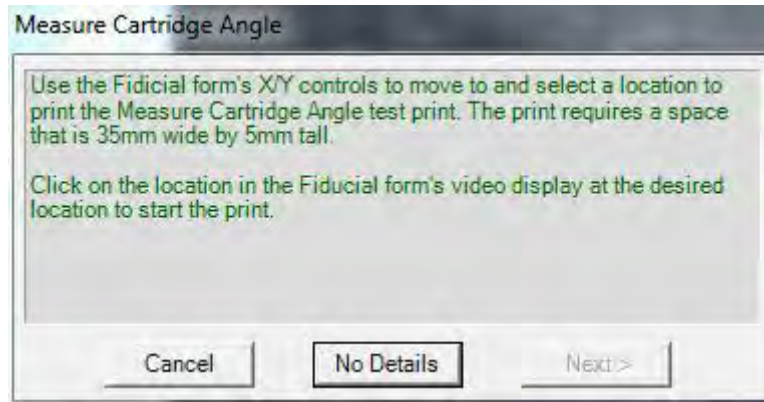 Measure Cartridge Angle
Use the Fidicial form's X/Y controls to move to and select a location to
print the Measure Cartridge Angle test print. The print requires a space
that is 35mm wide by 5mm tall.
Click on the location in the Fiducial form's video display at the desired
location to start the print.
Cancel
No Details
Next >